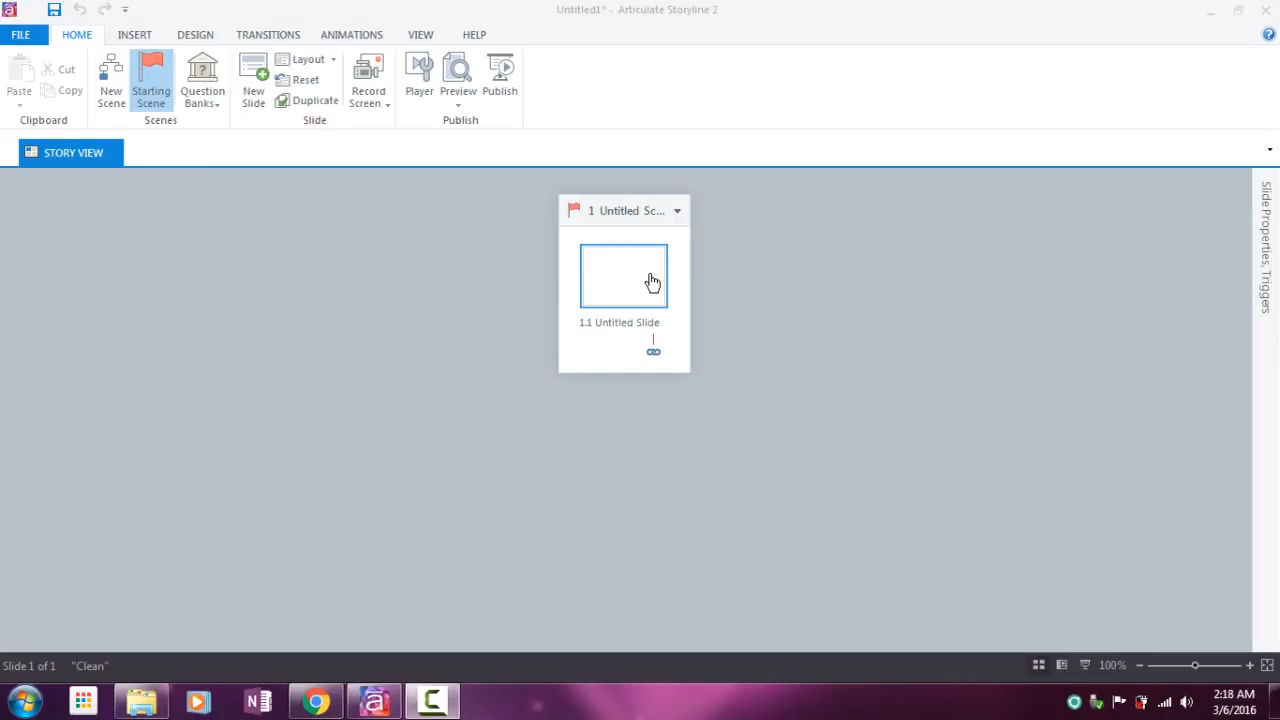 Untitled1* - Articulate Storyline 2
FILE
HOME
INSERT
DESIGN
TRANSITIONS
ANIMATIONS
VIEW
HELP
Paste
Cut
Copy
Clipboard
New Scene
Starting Scene
Question Banks
Scenes
New Slide
Layout
Reset
Duplicate
Slide
Record Screen
Player
Preview
Publish
Publish
STORY VIEW
1 Untitled Sc...
1.1 Untitled Slide
Slide Properties, Triggers
Slide 1 of 1
"Clean"
100%
2:18 AM
3/6/2016